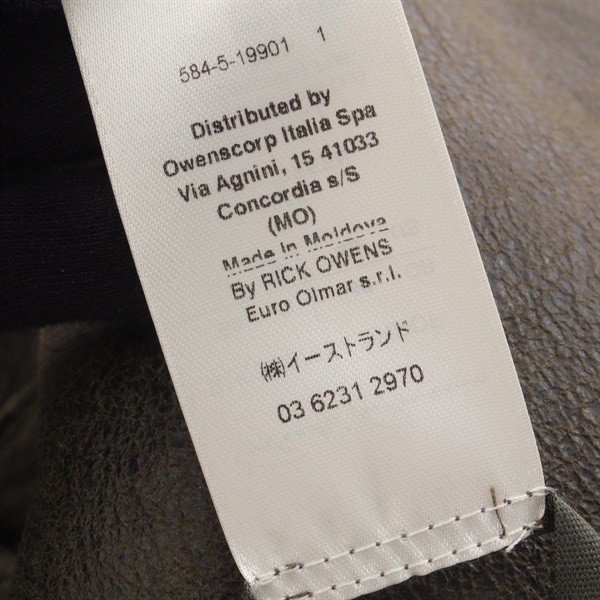 584-5-19901 1
Distributed by
Owenscorp Italia Spa
Via Agnini, 15 41033
Concordia s/S
(MO)
Made in Moldova
By RICK OWENS
Euro Olmar s.r.l.
㈱イーストランド
03 6231 2970